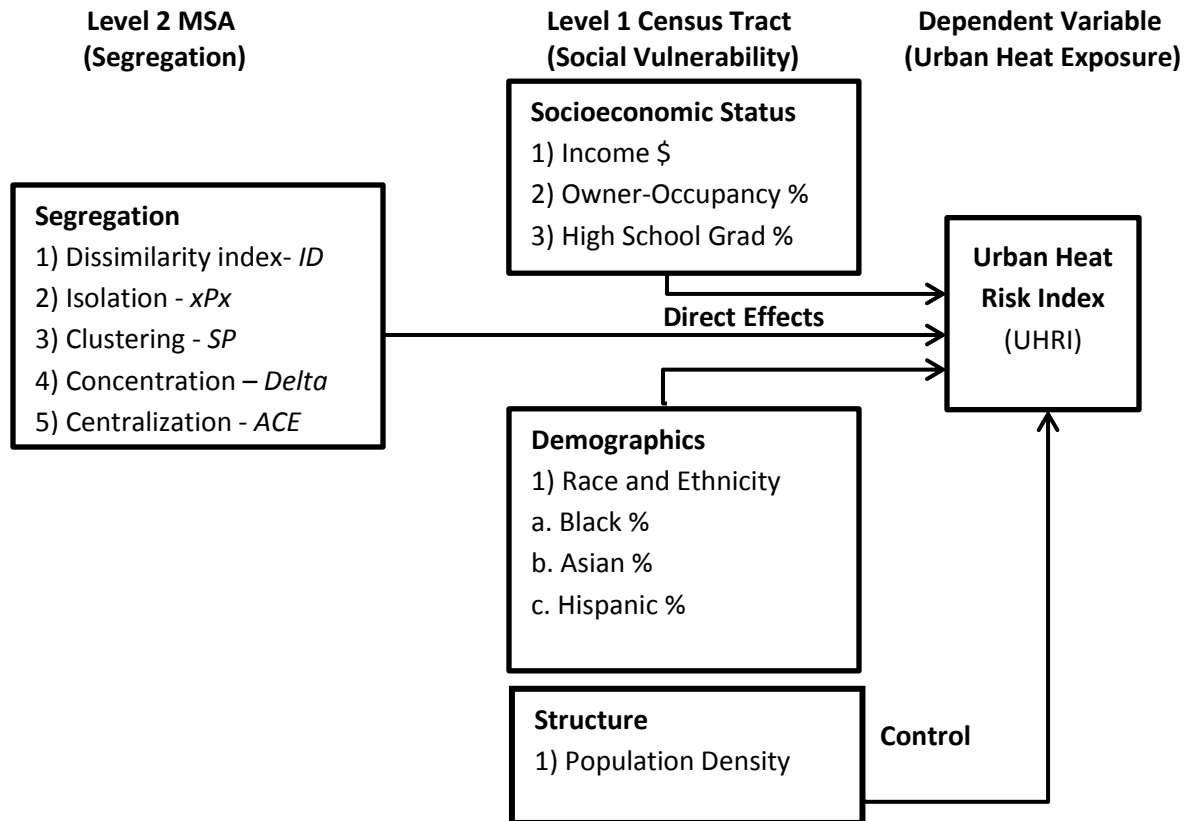 Level 2 MSA
(Segregation)
Level 1 Census Tract
(Social Vulnerability)
Dependent Variable
(Urban Heat Exposure)
Segregation
1) Dissimilarity index- ID
2) Isolation - xPx
3) Clustering - SP
4) Concentration – Delta
5) Centralization - ACE
Socioeconomic Status
1) Income $
2) Owner-Occupancy %
3) High School Grad %
Direct Effects
Demographics
1) Race and Ethnicity
a. Black %
b. Asian %
c. Hispanic %
Structure
1) Population Density
Control
Urban Heat
Risk Index
(UHRI)